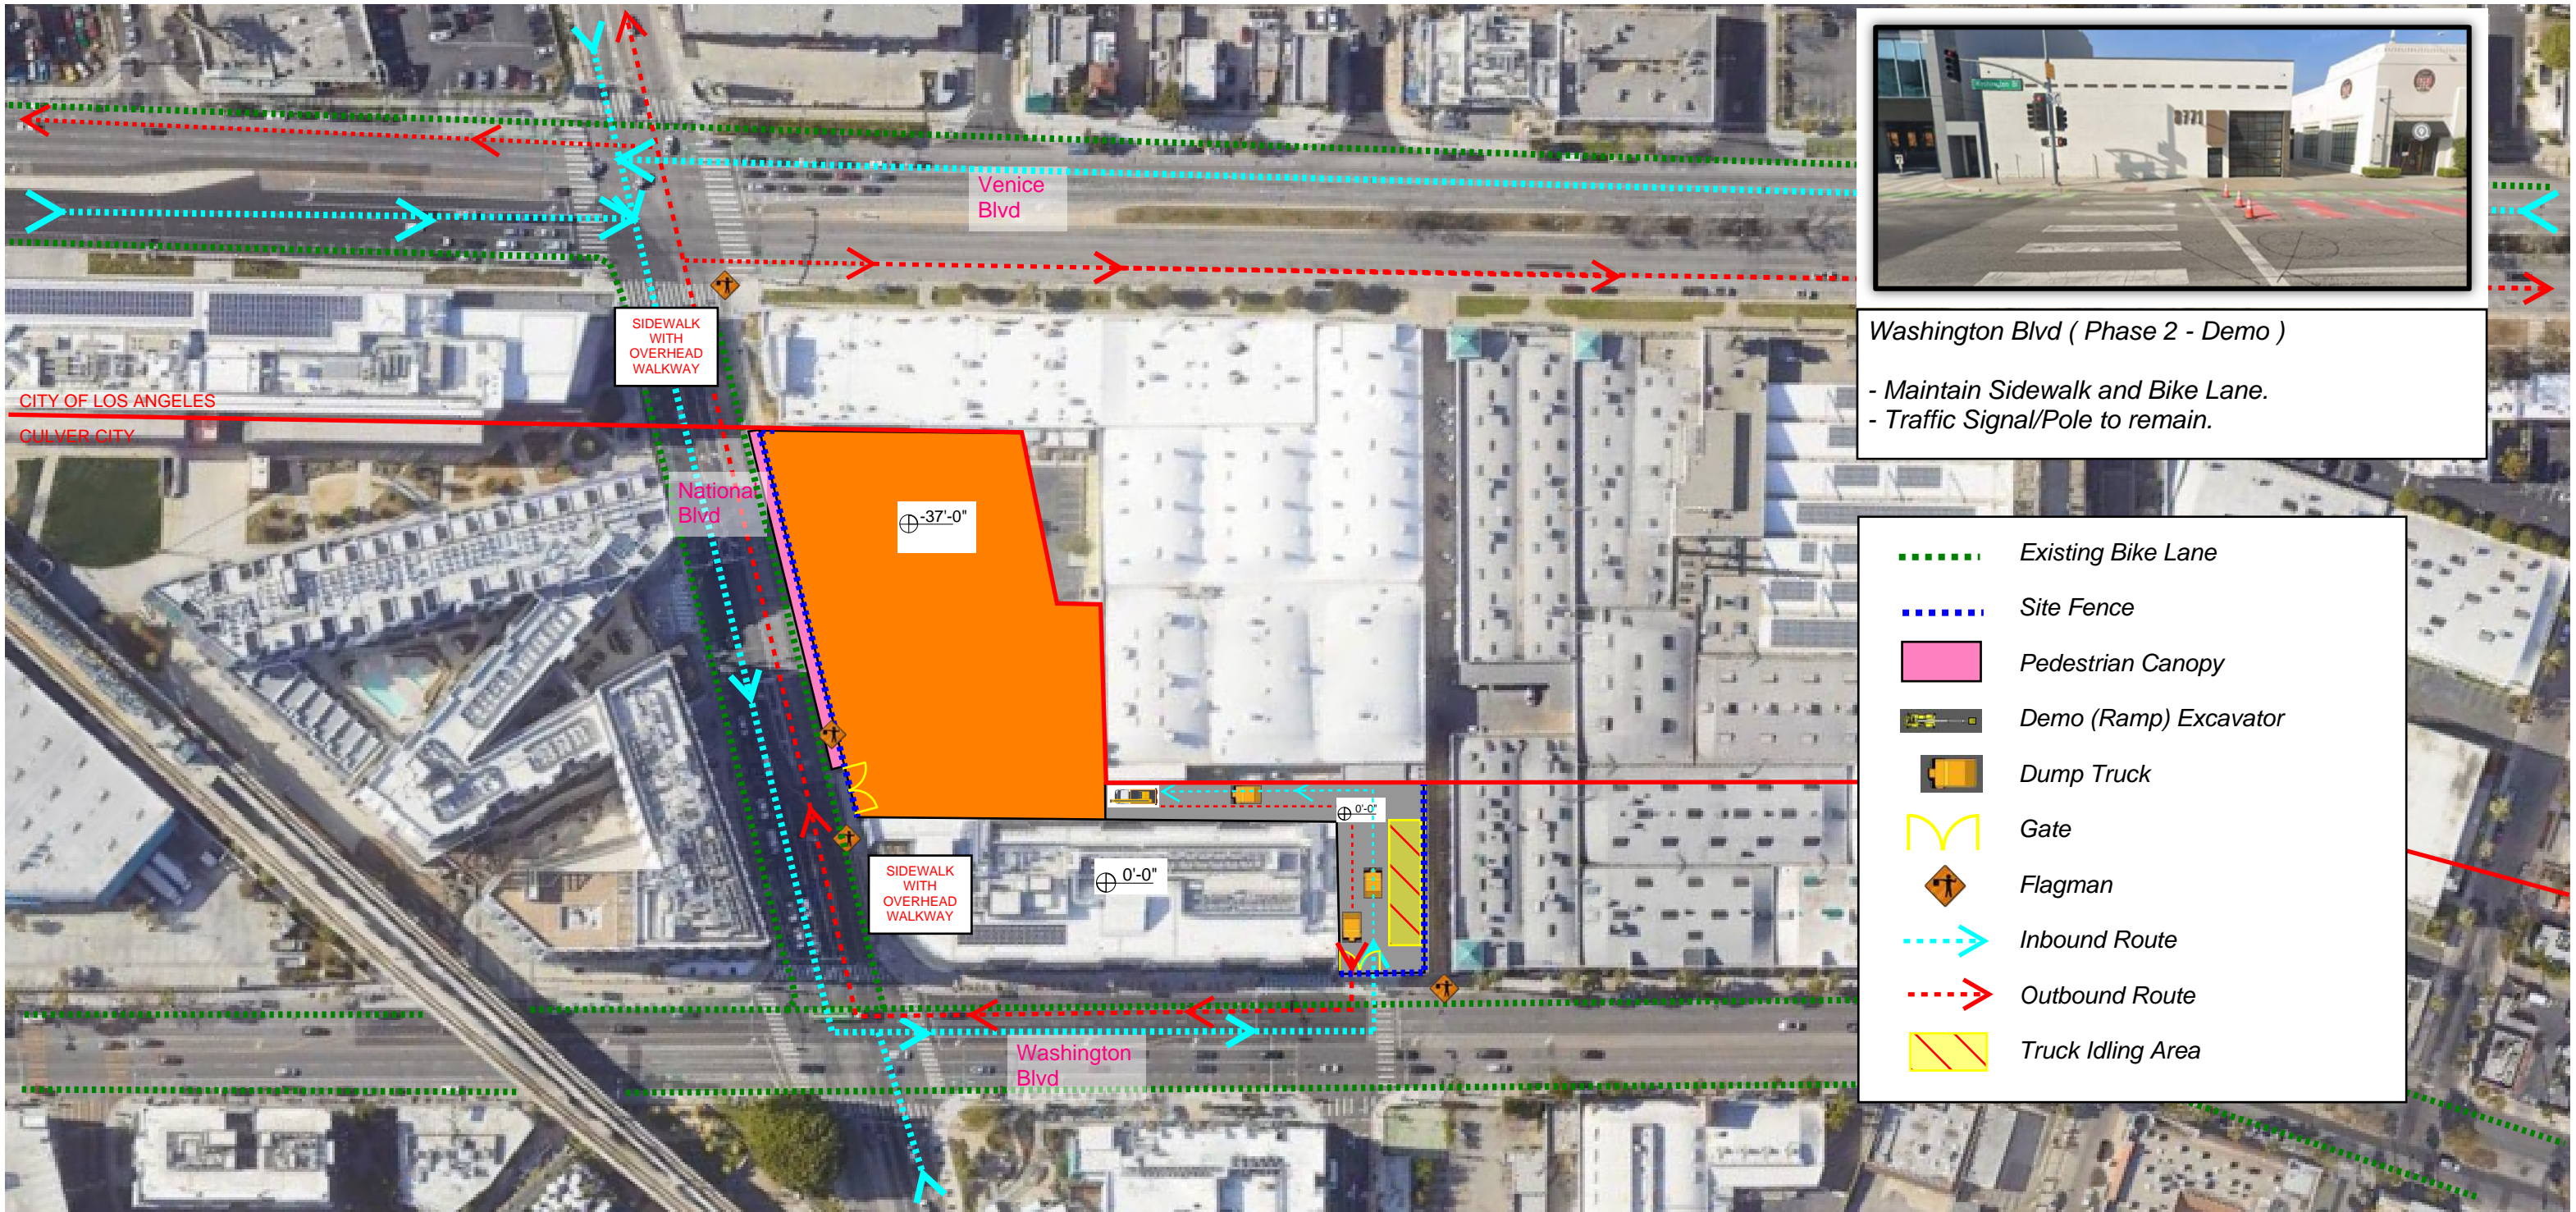 Venice
Blvd
SIDEWALK
WITH
OVERHEAD
WALKWAY
CITY OF LOS ANGELES
CULVER CITY
National
Blvd
-37'-0"
0'-0"
0'-0"
SIDEWALK
WITH
OVERHEAD
WALKWAY
Washington
Blvd
Washington Blvd ( Phase 2 - Demo )
- Maintain Sidewalk and Bike Lane.
- Traffic Signal/Pole to remain.
Existing Bike Lane
Site Fence
Pedestrian Canopy
Demo (Ramp) Excavator
Dump Truck
Gate
Flagman
Inbound Route
Outbound Route
Truck Idling Area